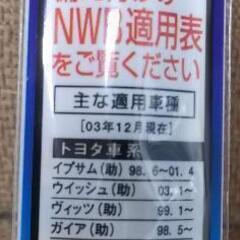 NWB適用表
をご覧ください
主な適用車種
[03年12月現在]
トヨタ車系
イプサム(助) 98. 6~01. 4
ウイッシュ(助) 03. 1~
ヴィッツ(助) 99. 1~
ガイア(助) 98. 5~